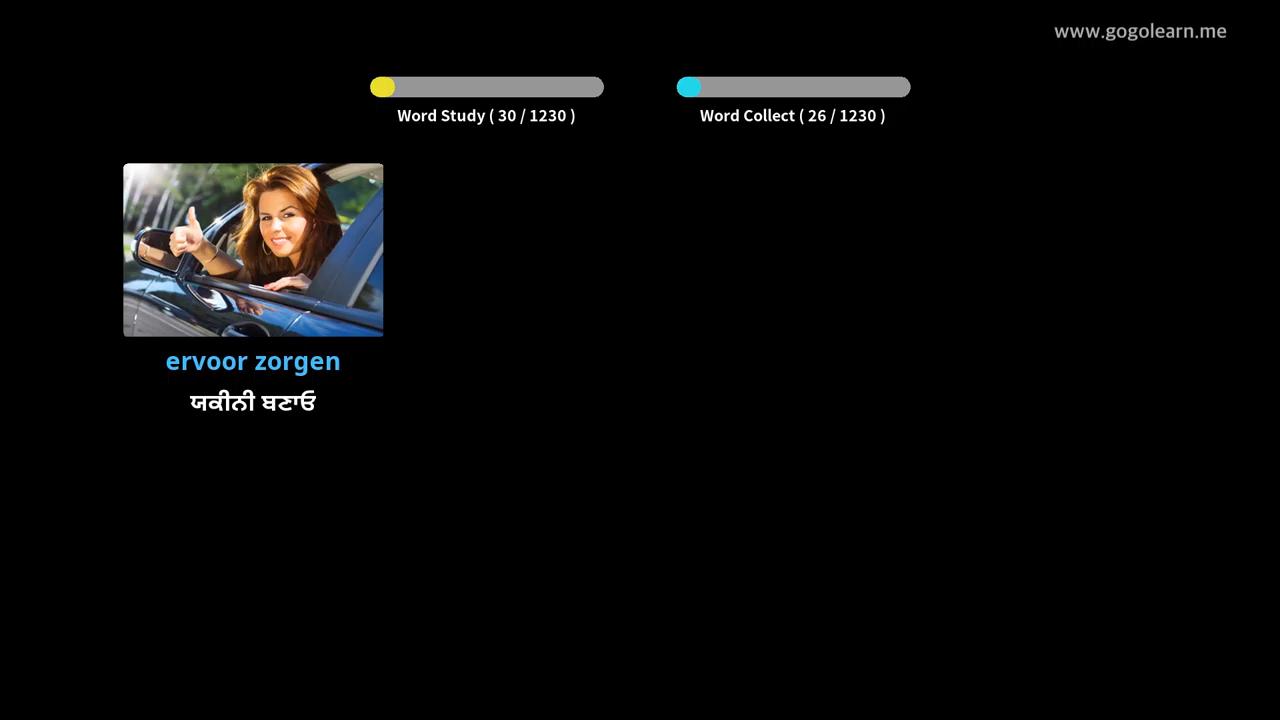 www.gogolearn.me
Word Study ( 30 / 1230 )
Word Collect ( 26 / 1230 )
ervoor zorgen
ਯਕੀਨੀ ਬਣਾਓ